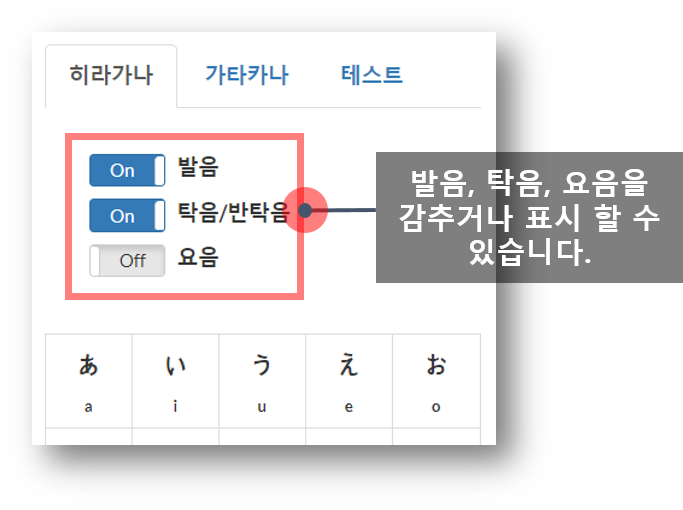 히라가나 가타카나 테스트
On 발음
On 탁음/반탁음
Off 요음
발음, 탁음, 요음을
감추거나 표시 할 수
있습니다.
あ い う え お
a i u e o